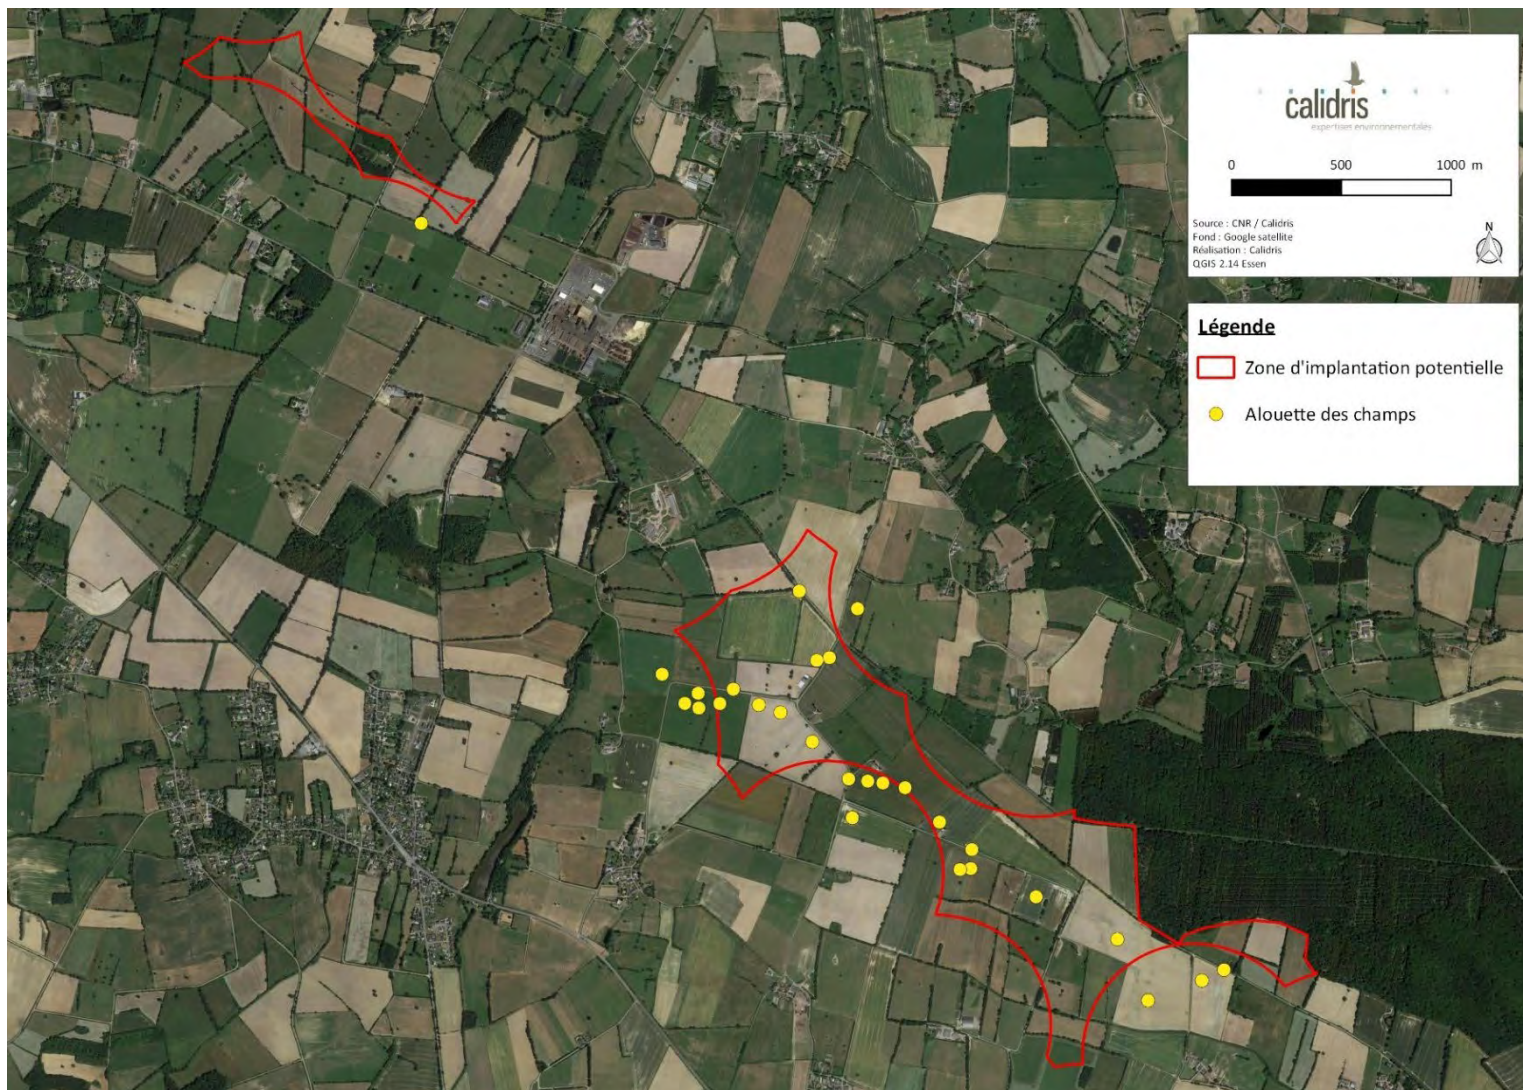 calidris
expertises environnementales
0 500 1000 m
Source : CNR / Calidris
Fond : Google satellite
Réalisation : Calidris
QGIS 2.14 Essen
N
Légende
Zone d'implantation potentielle
Alouette des champs